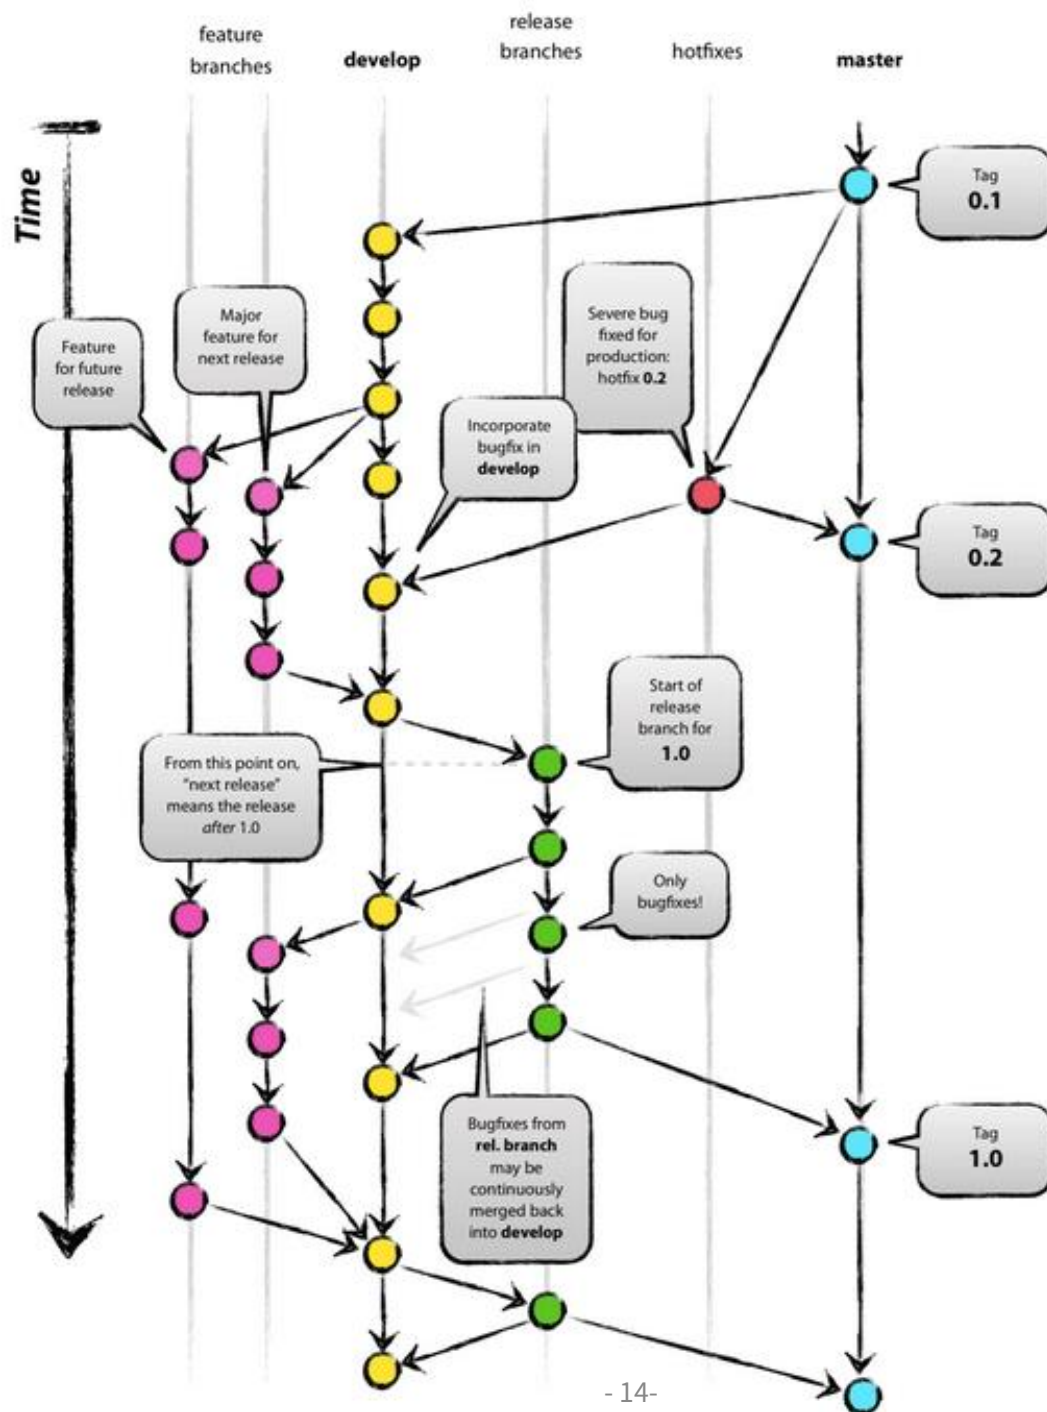 feature
branches
develop
release
branches
hotfixes
master
Time
Tag
0.1
Feature
for future
release
Major
feature for
next release
Severe bug
fixed for
production:
hotfix 0.2
Incorporate
bugfix in
develop
Tag
0.2
Start of
release
branch for
1.0
From this point on,
“next release”
means the release
after 1.0
Only
bugfixes!
Bugfixes from
rel. branch
may be
continuously
merged back
into develop
Tag
1.0
- 14-